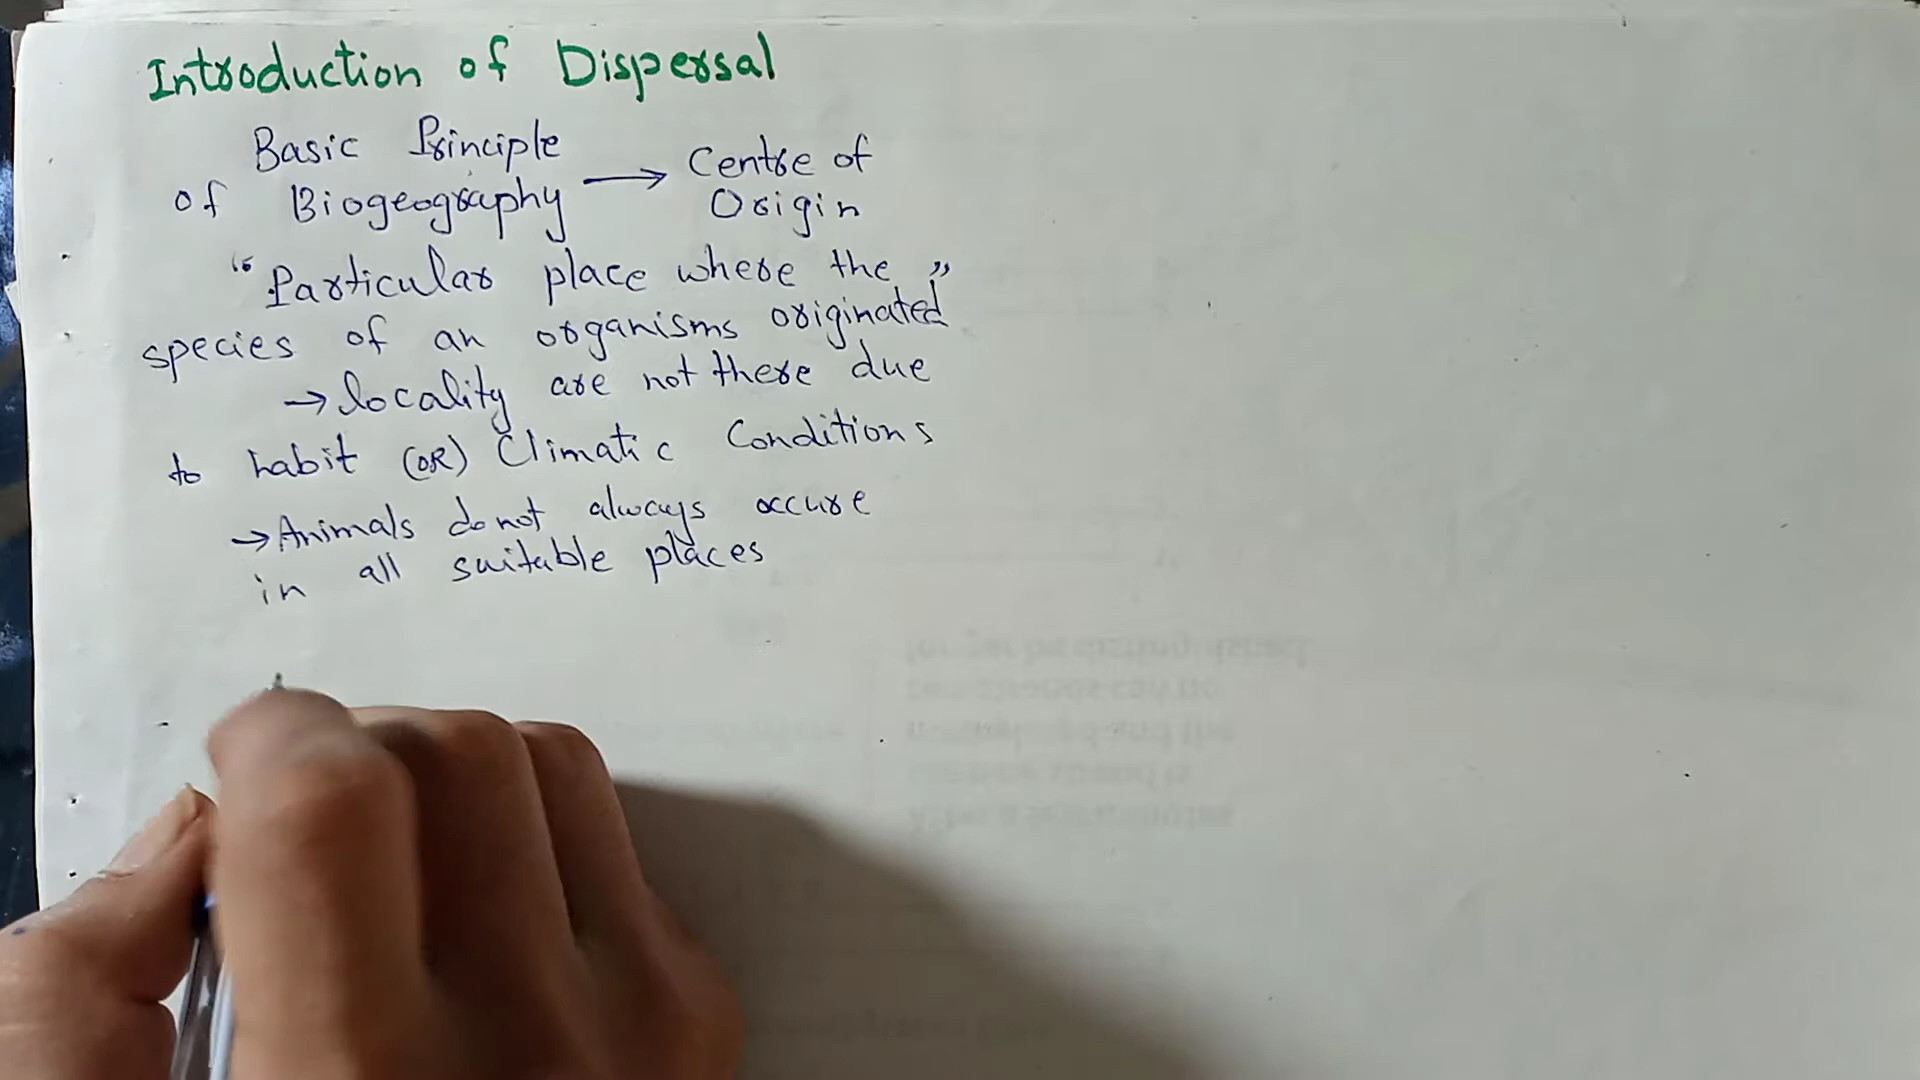 Introduction of Dispersal
Basic Principle
of Biogeography → Centre of
Origin
"Particular place where the"
species of an organisms originated
→ locality are not there due
to habit (OR) Climatic Conditions
→ Animals do not always occure
in all suitable places